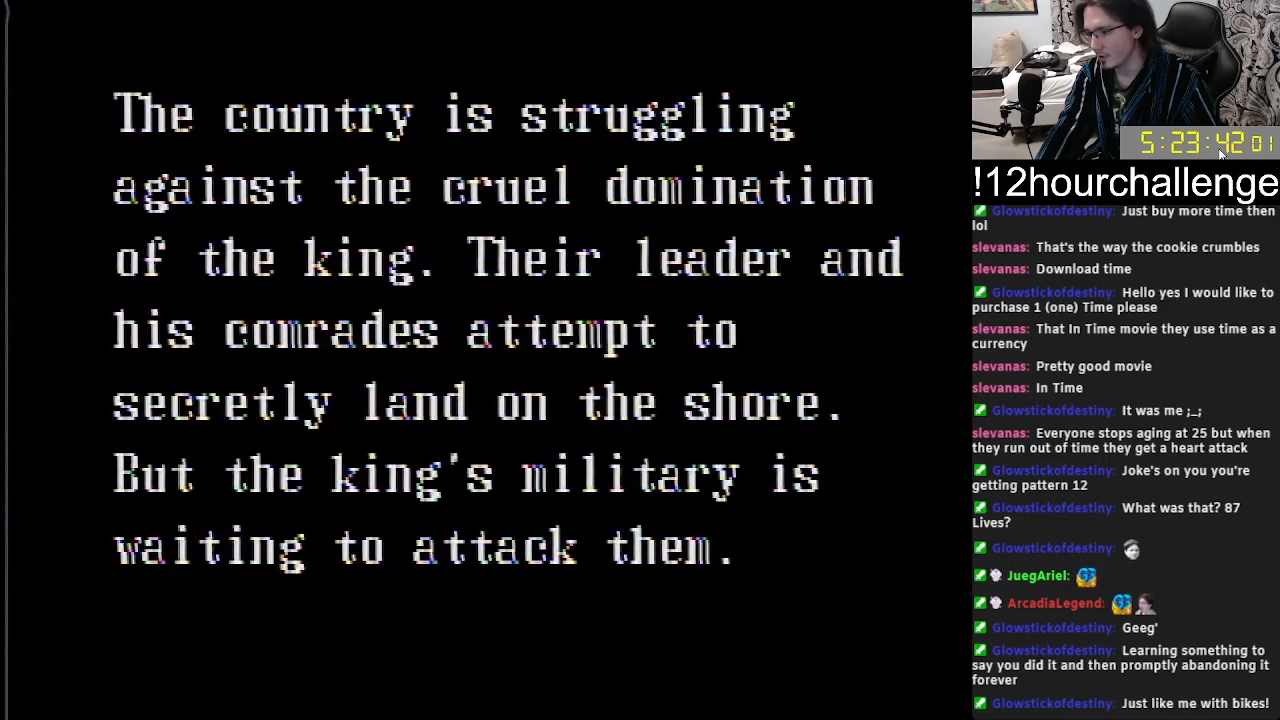 The country is struggling
against the cruel domination
of the king. Their leader and
his comrades attempt to
secretly land on the shore.
But the king's military is
waiting to attack them.
5:23:42 01
!12hourchallenge
Glowstickofdestiny: Just buy more time then
lol
slevanas: That's the way the cookie crumbles
slevanas: Download time
Glowstickofdestiny: Hello yes I would like to
purchase 1 (one) Time please
slevanas: That In Time movie they use time as a
currency
slevanas: Pretty good movie
slevanas: In Time
Glowstickofdestiny: It was me ;_;
slevanas: Everyone stops aging at 25 but when
they run out of time they get a heart attack
Glowstickofdestiny: Joke's on you you're
getting pattern 12
Glowstickofdestiny: What was that? 87
Lives?
Glowstickofdestiny:
JuegAriel:
ArcadiaLegend:
Glowstickofdestiny: Geeg'
Glowstickofdestiny: Learning something to
say you did it and then promptly abandoning it
forever
Glowstickofdestiny: Just like me with bikes!